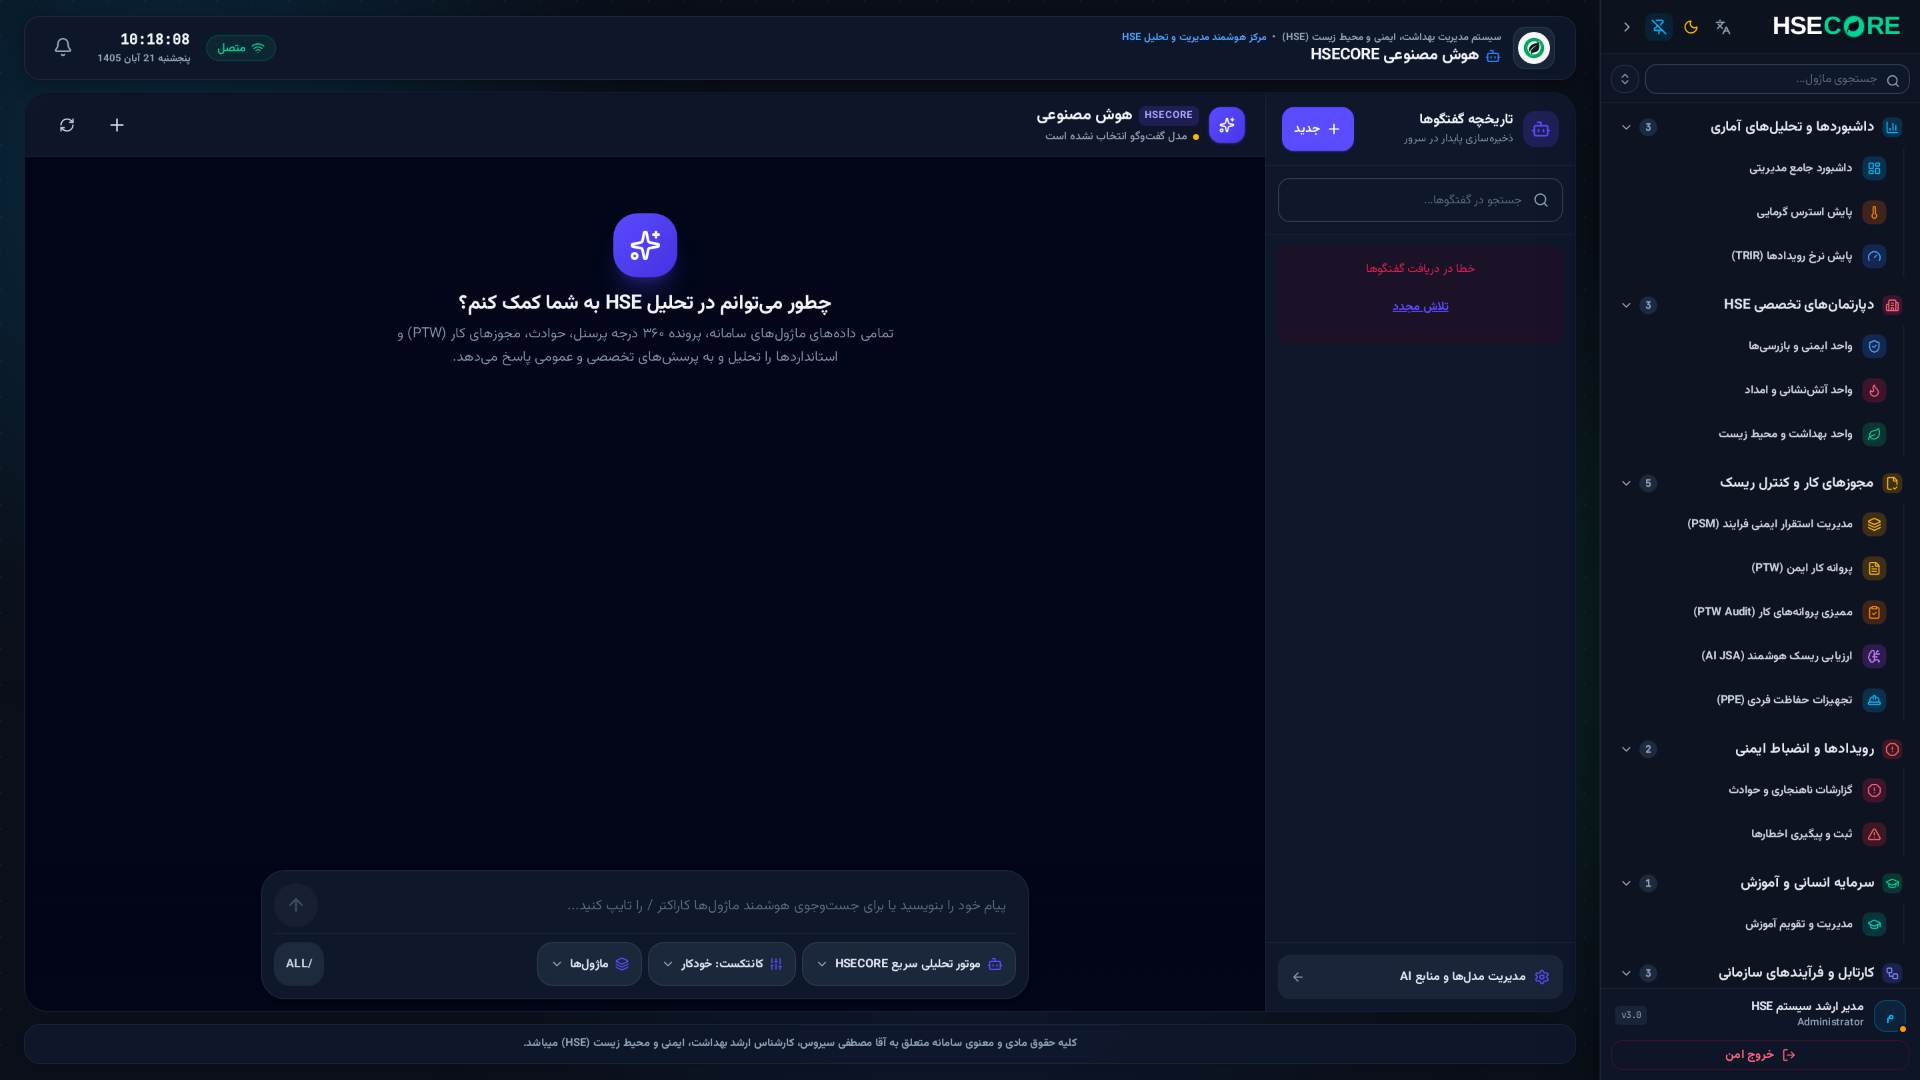 HSECORE
جستجوی ماژول...
داشبوردها و تحلیل‌های آماری
3
داشبورد جامع مدیریتی
پایش استرس گرمایی
پایش نرخ رویدادها (TRIR)
دپارتمان‌های تخصصی HSE
3
واحد ایمنی و بازرسی‌ها
واحد آتش‌نشانی و امداد
واحد بهداشت و محیط زیست
مجوزهای کار و کنترل ریسک
5
مدیریت استقرار ایمنی فرایند (PSM)
پروانه کار ایمن (PTW)
ممیزی پروانه‌های کار (PTW Audit)
ارزیابی ریسک هوشمند (AI JSA)
تجهیزات حفاظت فردی (PPE)
رویدادها و انضباط ایمنی
2
گزارشات ناهنجاری و حوادث
ثبت و پیگیری اخطارها
سرمایه انسانی و آموزش
1
مدیریت و تقویم آموزش
کارتابل و فرآیندهای سازمانی
3
م
مدیر ارشد سیستم HSE
Administrator
v3.0
خروج امن
سیستم مدیریت بهداشت، ایمنی و محیط زیست (HSE) • مرکز هوشمند مدیریت و تحلیل HSE
هوش مصنوعی HSECORE
متصل
10:18:08
پنجشنبه 21 آبان 1405
تاریخچه گفتگوها
ذخیره‌سازی پایدار در سرور
جدید
جستجو در گفتگوها...
خطا در دریافت گفتگوها
تلاش مجدد
مدیریت مدل‌ها و منابع AI
HSECORE هوش مصنوعی
مدل گفت‌وگو انتخاب نشده است
چطور می‌توانم در تحلیل HSE به شما کمک کنم؟
تمامی داده‌های ماژول‌های سامانه، پرونده ۳۶۰ درجه پرسنل، حوادث، مجوزهای کار (PTW) و
استانداردها را تحلیل و به پرسش‌های تخصصی و عمومی پاسخ می‌دهد.
پیام خود را بنویسید یا برای جست‌وجوی هوشمند ماژول‌ها کاراکتر / را تایپ کنید...
موتور تحلیلی سریع HSECORE
کانتکست: خودکار
ماژول‌ها
/ALL
کلیه حقوق مادی و معنوی سامانه متعلق به آقا مصطفی سیروس، کارشناس ارشد بهداشت، ایمنی و محیط زیست (HSE) میباشد.